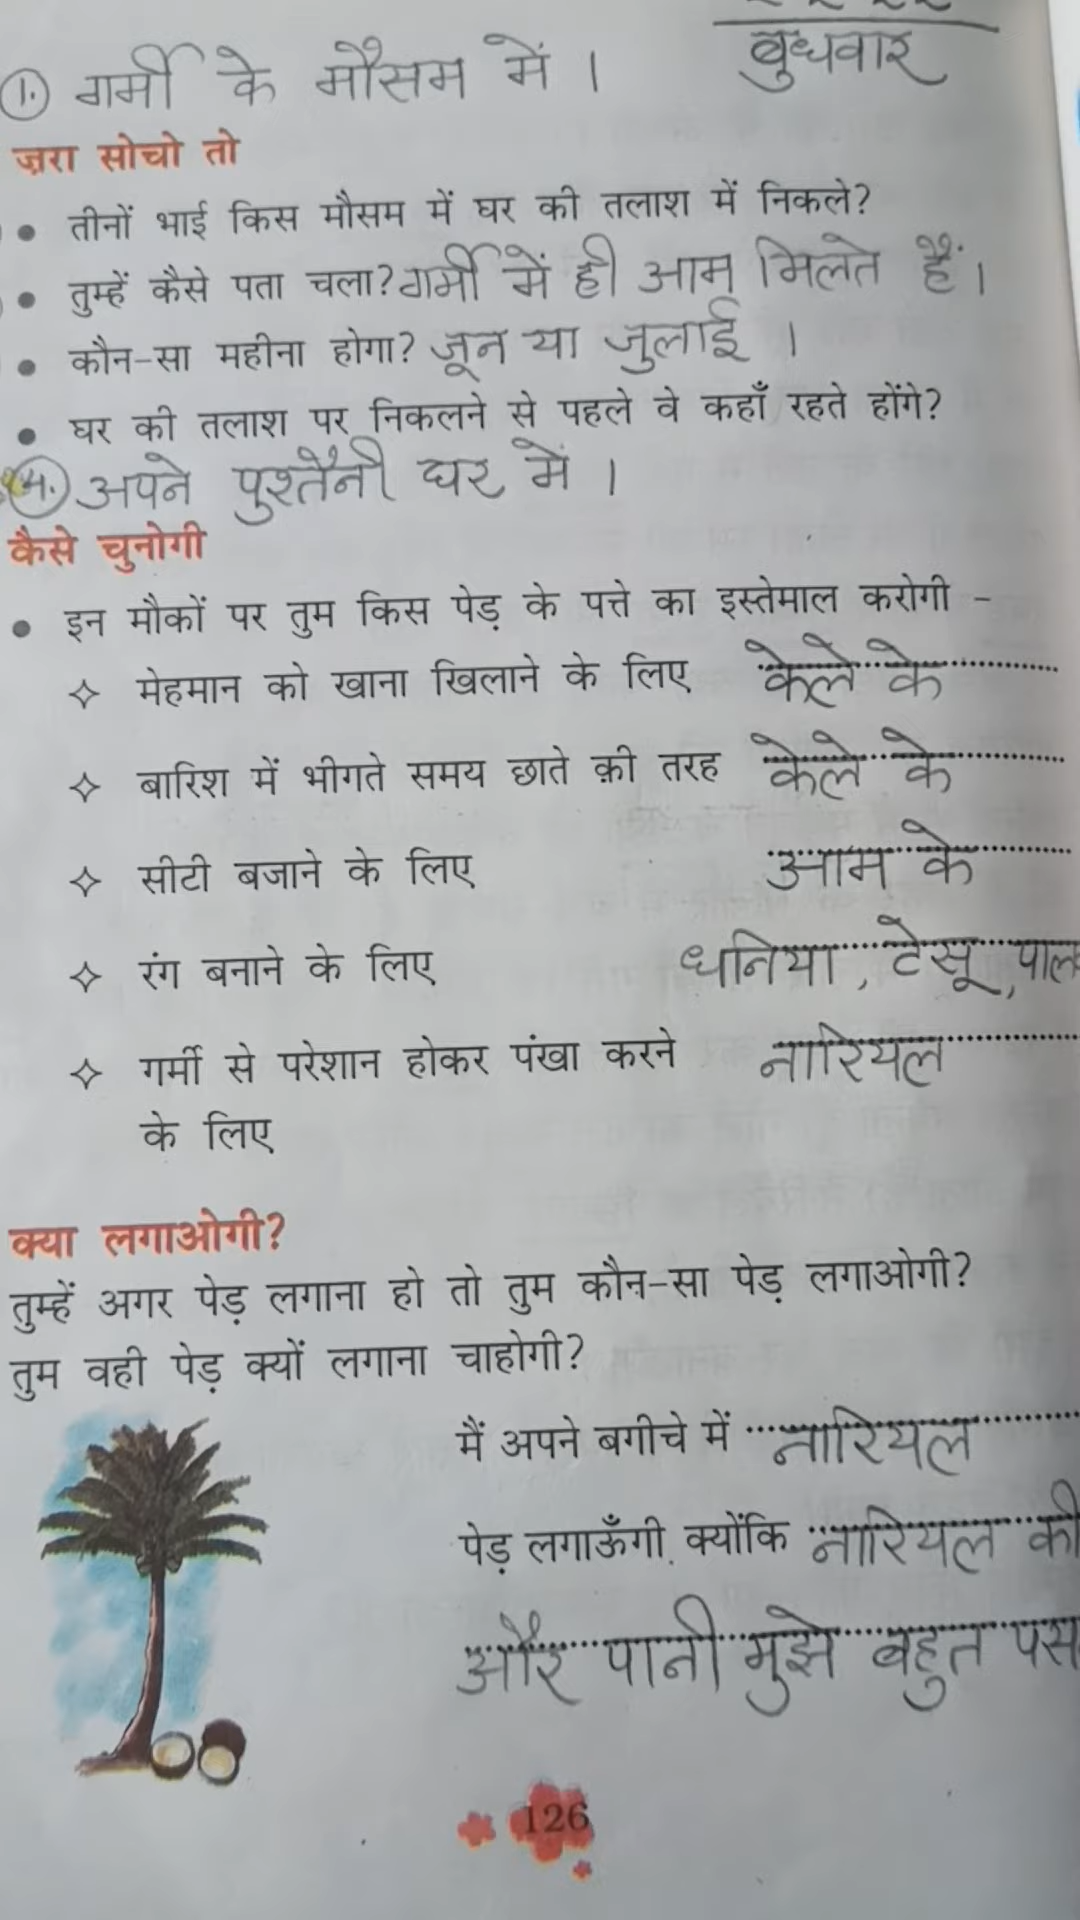 बुधवार
1. गर्मी के मौसम में ।
ज़रा सोचो तो
• तीनों भाई किस मौसम में घर की तलाश में निकले?
• तुम्हें कैसे पता चला? गर्मी में ही आम मिलते हैं।
• कौन-सा महीना होगा? जून या जुलाई ।
• घर की तलाश पर निकलने से पहले वे कहाँ रहते होंगे?
4. अपने पुश्तैनी घर में ।
कैसे चुनोगी
• इन मौकों पर तुम किस पेड़ के पत्ते का इस्तेमाल करोगी –
✧ मेहमान को खाना खिलाने के लिए केले के
✧ बारिश में भीगते समय छाते क़ी तरह केले के
✧ सीटी बजाने के लिए आम के
✧ रंग बनाने के लिए धनिया, टेसू, पाल
✧ गर्मी से परेशान होकर पंखा करने नारियल
के लिए
क्या लगाओगी?
तुम्हें अगर पेड़ लगाना हो तो तुम कौन-सा पेड़ लगाओगी?
तुम वही पेड़ क्यों लगाना चाहोगी?
मैं अपने बगीचे में नारियल
पेड़ लगाऊँगी, क्योंकि नारियल की
और पानी मुझे बहुत पस
126